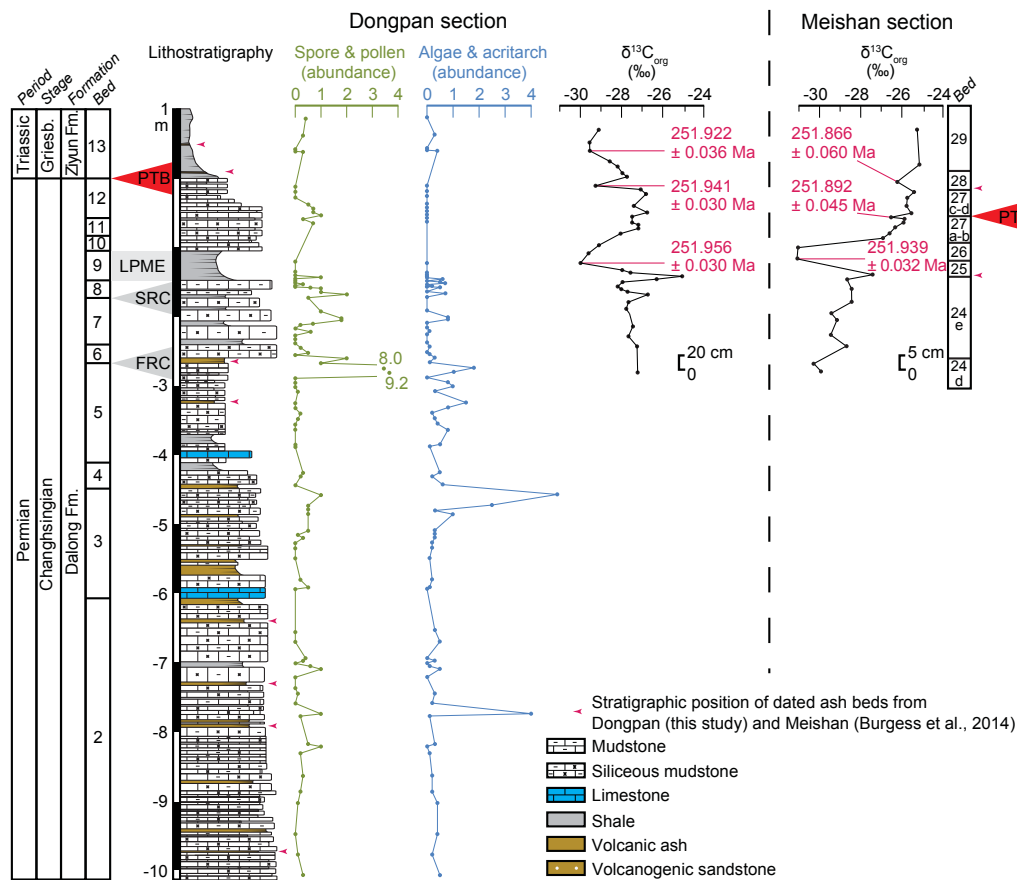 Dongpan section
Meishan section
Lithostratigraphy
Spore & pollen
(abundance)
Algae & acritarch
(abundance)
δ¹³Corg
(‰)
δ¹³Corg
(‰)
Period
Stage
Formation
Bed
0 2 4
0 2 4
-30 -28 -26 -24
-30 -28 -26 -24
Bed
1
m
Triassic
Griesb.
Ziyun Fm.
13
PTB
12
11
10
9
LPME
8
SRC
7
6
FRC
-3
5
-4
4
3
-5
-6
Permian
Changhsingian
Dalong Fm.
-7
2
-8
-9
-10
8.0
9.2
251.922
± 0.036 Ma
251.941
± 0.030 Ma
251.956
± 0.030 Ma
20 cm
0
251.866
± 0.060 Ma
251.892
± 0.045 Ma
251.939
± 0.032 Ma
5 cm
0
29
28
27
c-d
PT
27
a-b
26
25
24
e
24
d
Stratigraphic position of dated ash beds from
Dongpan (this study) and Meishan (Burgess et al., 2014)
Mudstone
Siliceous mudstone
Limestone
Shale
Volcanic ash
Volcanogenic sandstone